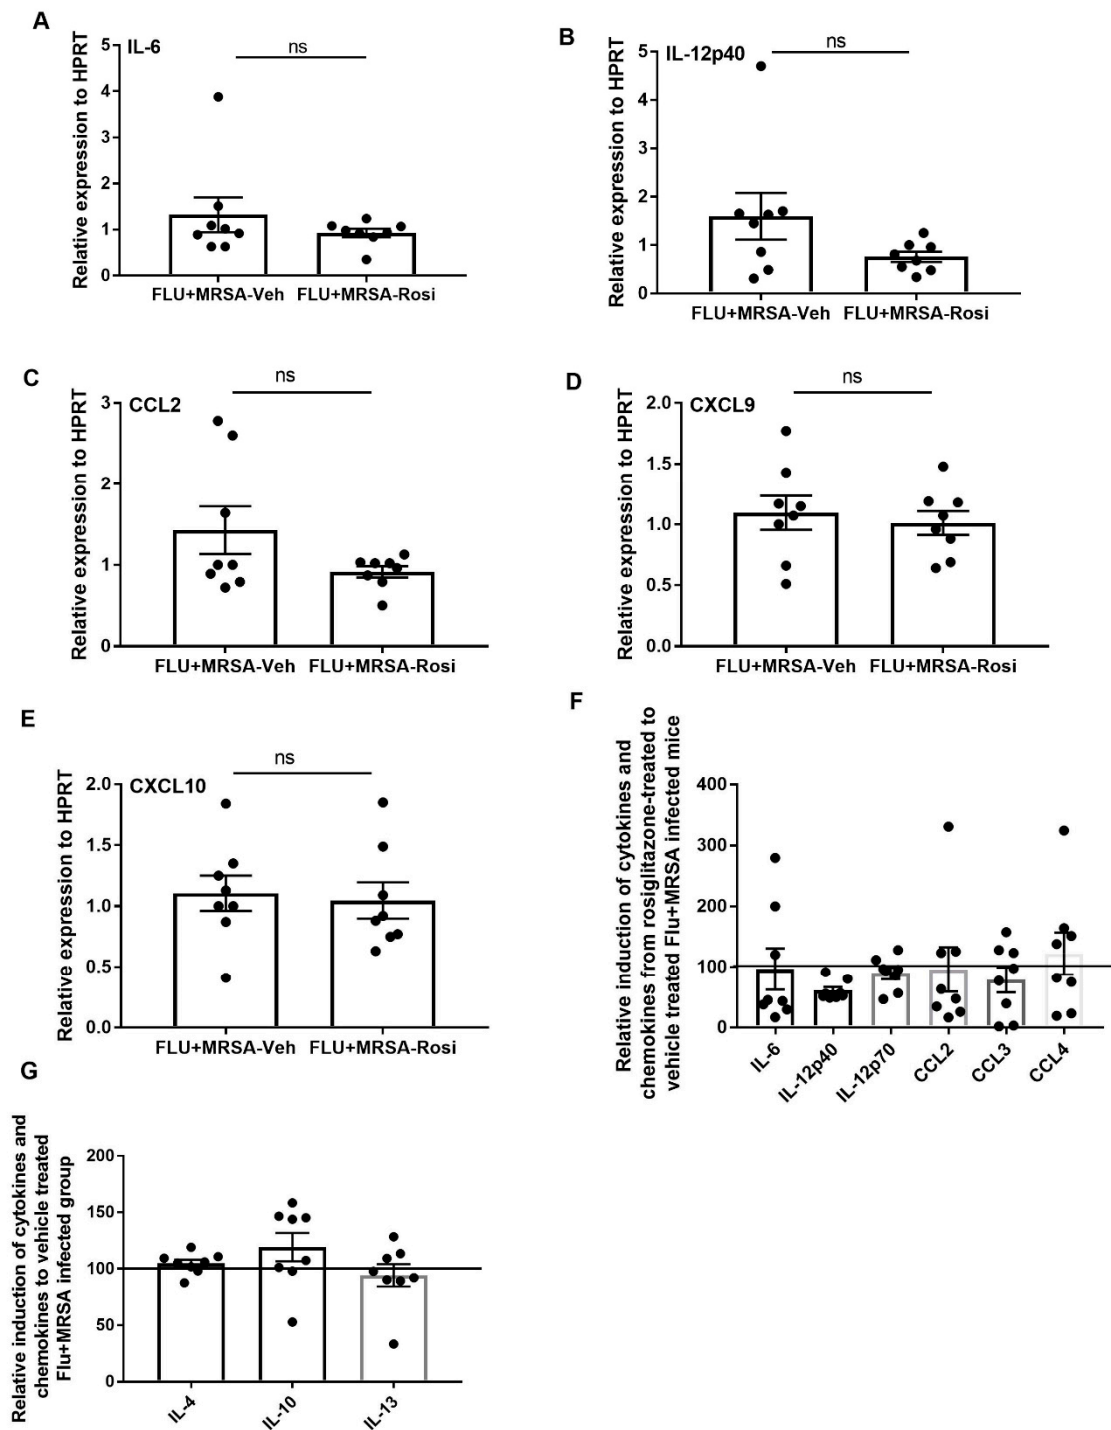 A
IL-6
ns
Relative expression to HPRT
5
4
3
2
1
0
FLU+MRSA-Veh FLU+MRSA-Rosi
B
IL-12p40
ns
Relative expression to HPRT
5
4
3
2
1
0
FLU+MRSA-Veh FLU+MRSA-Rosi
C
CCL2
ns
Relative expression to HPRT
3
2
1
0
FLU+MRSA-Veh FLU+MRSA-Rosi
D
CXCL9
ns
Relative expression to HPRT
2.0
1.5
1.0
0.5
0.0
FLU+MRSA-Veh FLU+MRSA-Rosi
E
CXCL10
ns
Relative expression to HPRT
2.0
1.5
1.0
0.5
0.0
FLU+MRSA-Veh FLU+MRSA-Rosi
F
Relative induction of cytokines and
chemokines from rosiglitazone-treated to
vehicle treated Flu+MRSA infected mice
400
300
200
100
0
IL-6
IL-12p40
IL-12p70
CCL2
CCL3
CCL4
G
Relative induction of cytokines and
chemokines to vehicle treated
Flu+MRSA infected group
200
150
100
50
0
IL-4
IL-10
IL-13